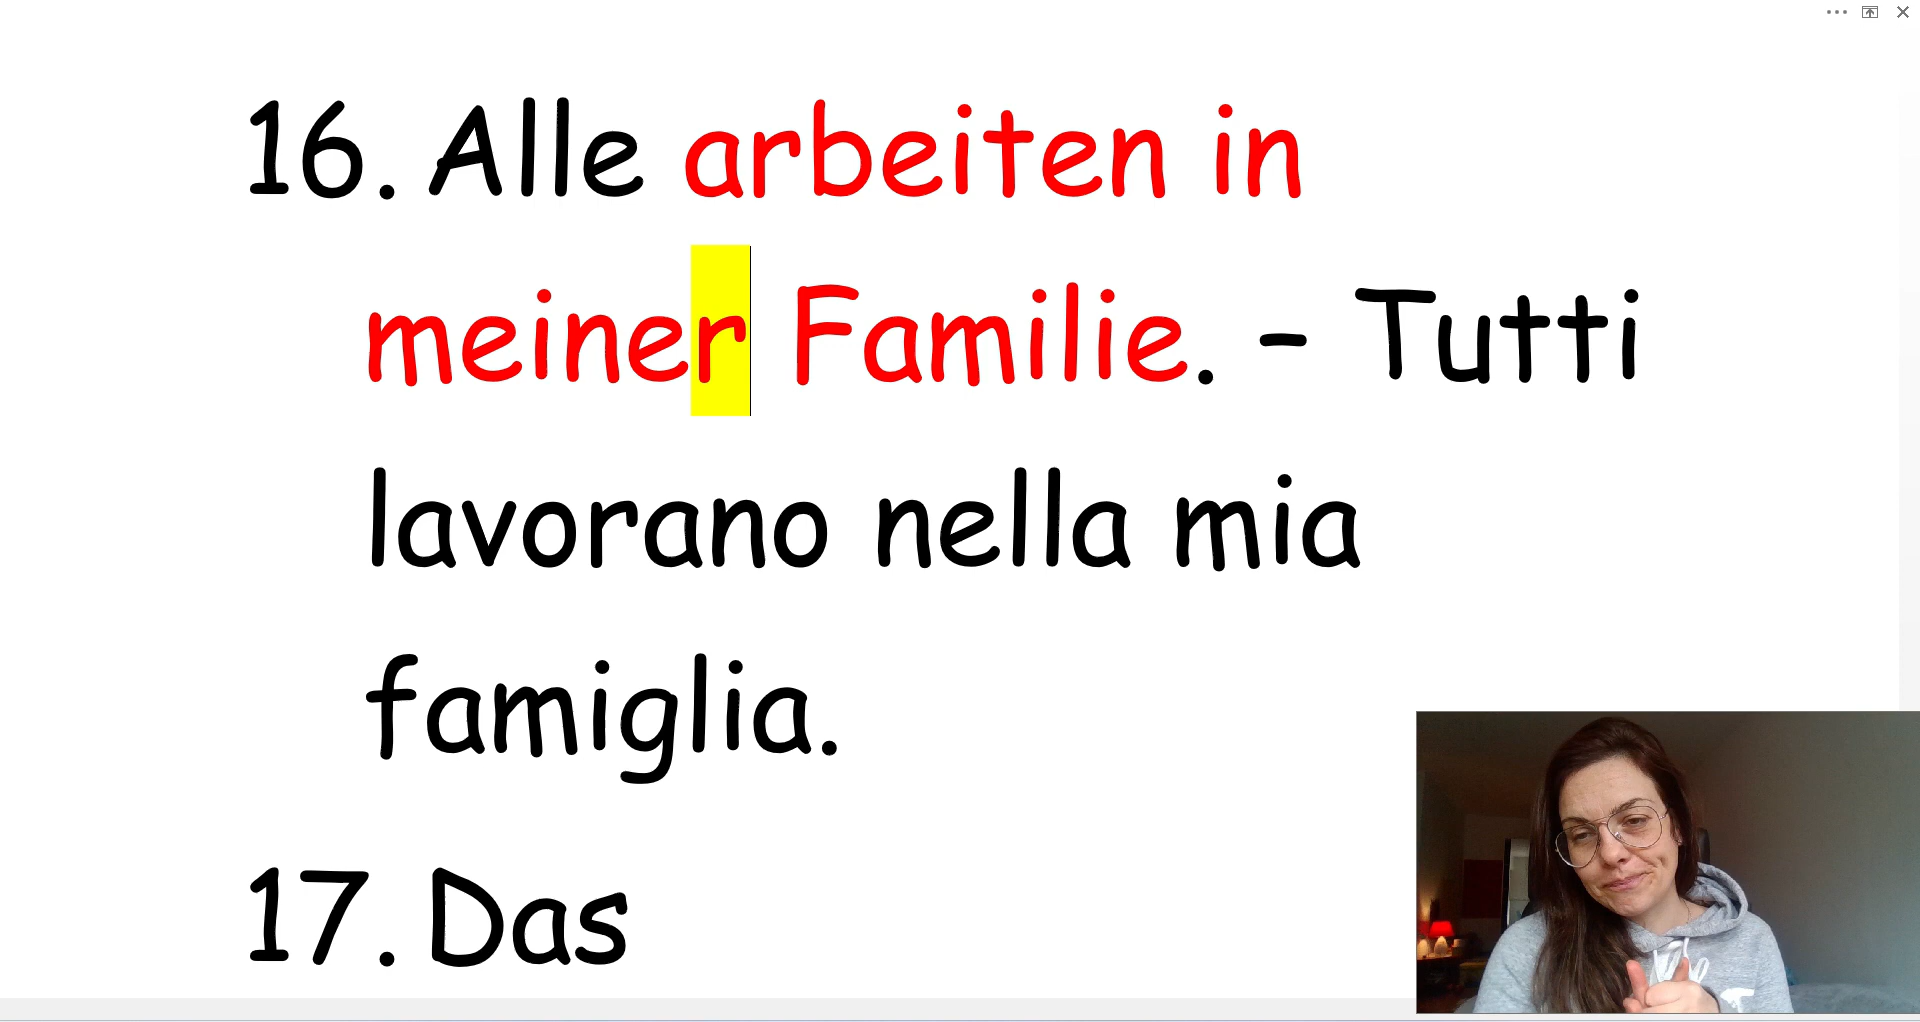 16. Alle arbeiten in
meiner Familie. – Tutti
lavorano nella mia
famiglia.
17. Das